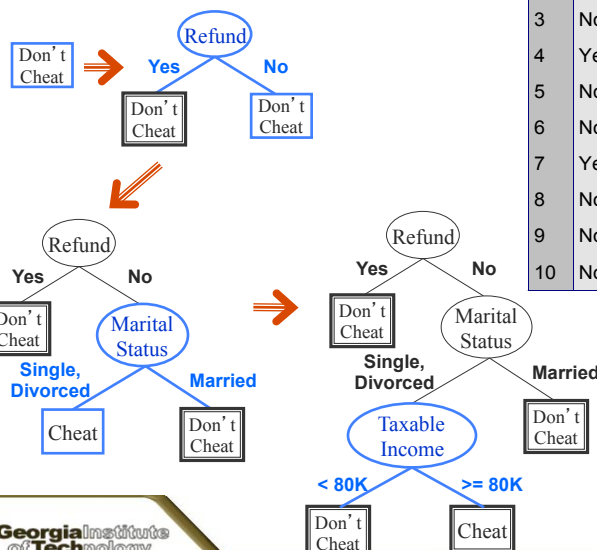 Don't
Cheat
Refund
Yes
No
Don't
Cheat
Don't
Cheat
3 No
4
5 No
6 No
7
8 No
9 No
10 No
Refund
Yes
No
Don't
Cheat
Marital
Status
Single,
Divorced
Married
Cheat
Don't
Cheat
Refund
Yes
No
Don't
Cheat
Marital
Status
Single,
Divorced
Married
Taxable
Income
Don't
Cheat
< 80K
>= 80K
Don't
Cheat
Cheat
Georgia Institute
of Technology